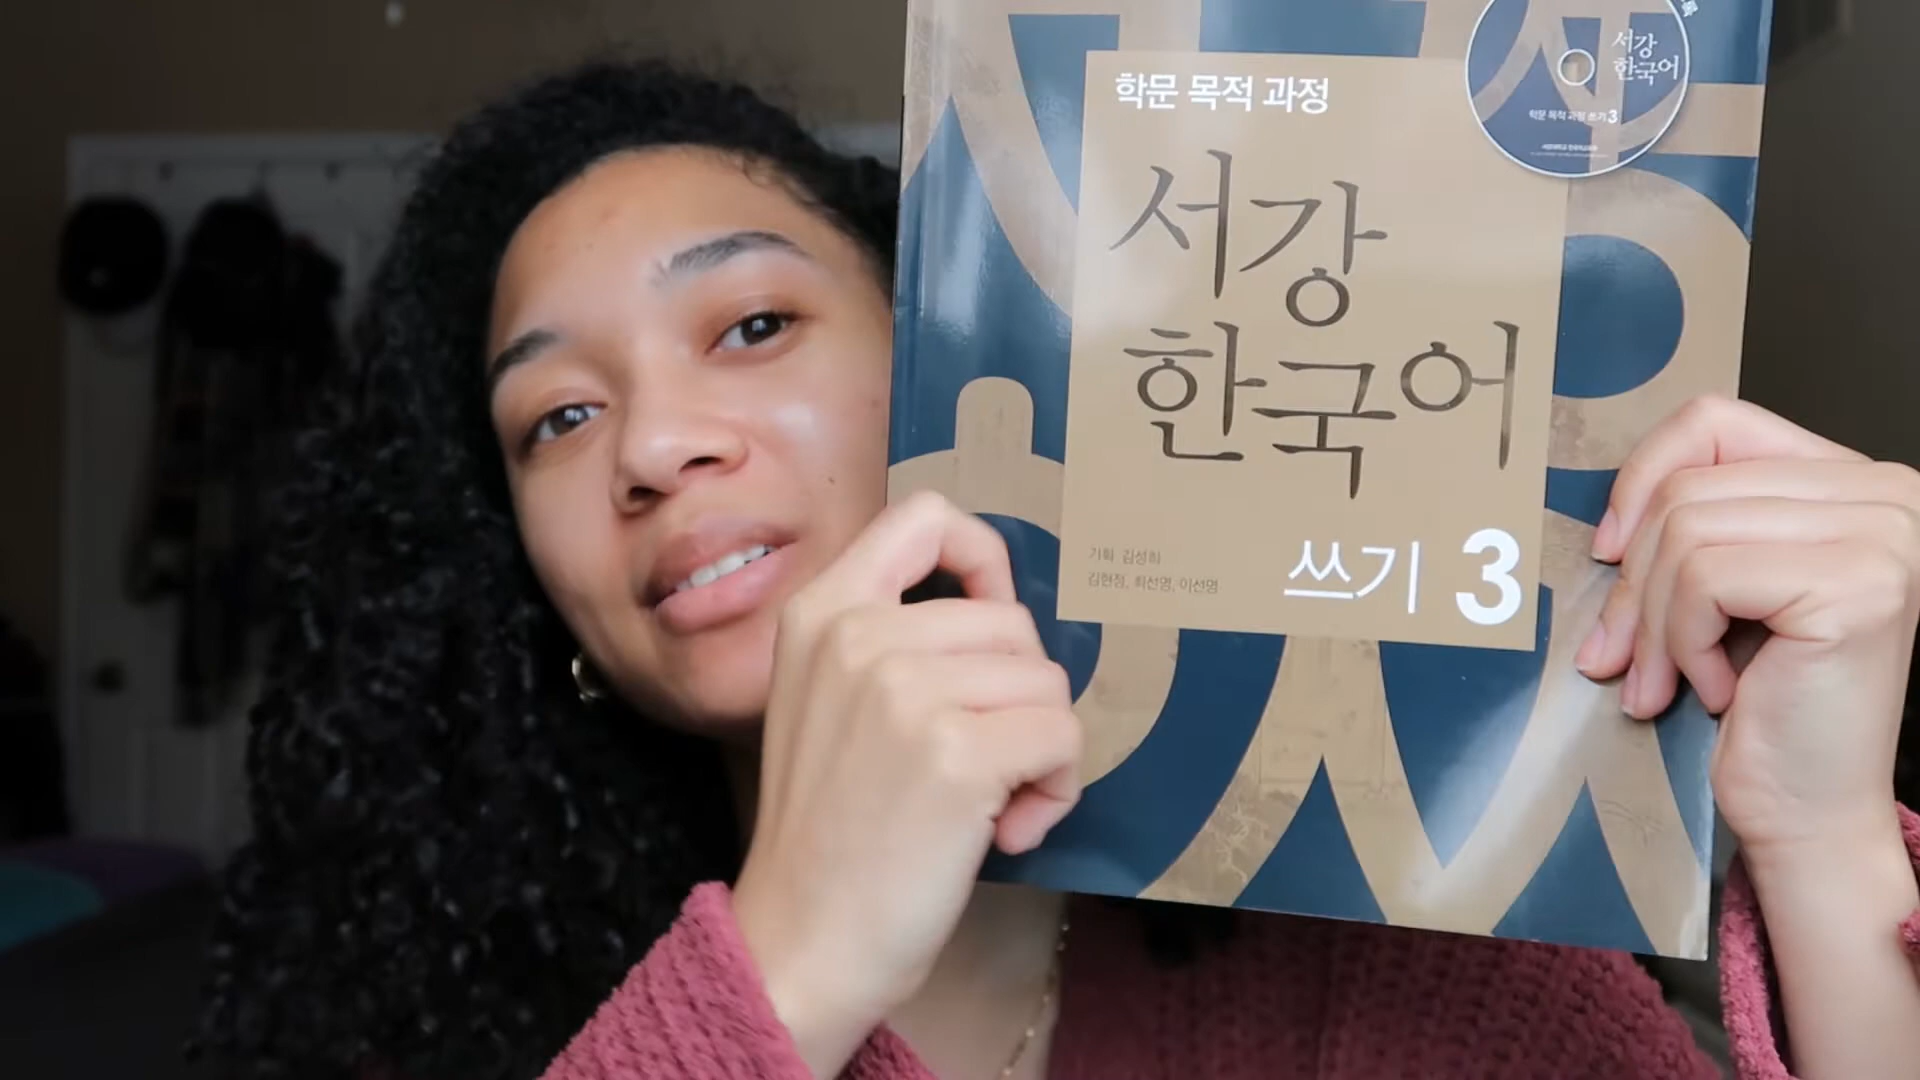 학문 목적 과정
서강
한국어
쓰기 3
기획 김성희
김현정, 최선영, 이선명
서강
한국어
학문 목적 과정 쓰기 3